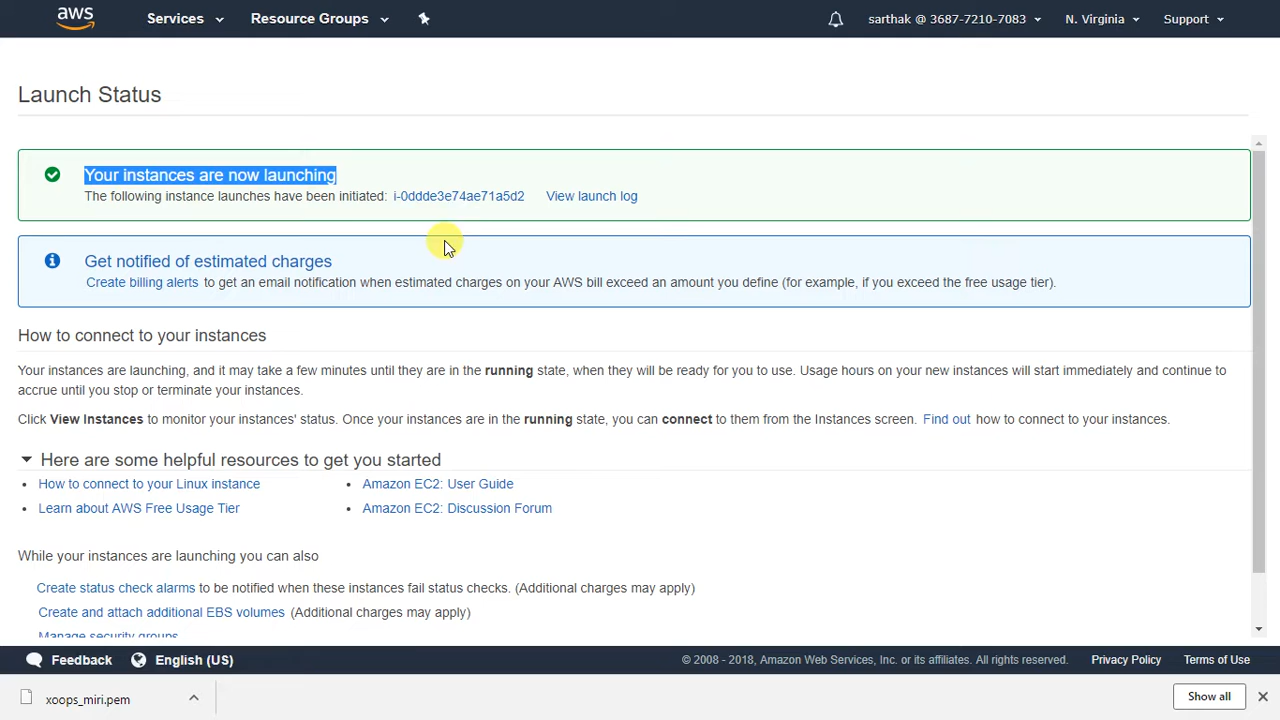 aws Services Resource Groups sarthak @ 3687-7210-7083 N. Virginia Support
Launch Status
Your instances are now launching
The following instance launches have been initiated: i-0ddde3e74ae71a5d2 View launch log
Get notified of estimated charges
Create billing alerts to get an email notification when estimated charges on your AWS bill exceed an amount you define (for example, if you exceed the free usage tier).
How to connect to your instances
Your instances are launching, and it may take a few minutes until they are in the running state, when they will be ready for you to use. Usage hours on your new instances will start immediately and continue to
accrue until you stop or terminate your instances.
Click View Instances to monitor your instances' status. Once your instances are in the running state, you can connect to them from the Instances screen. Find out how to connect to your instances.
Here are some helpful resources to get you started
• How to connect to your Linux instance • Amazon EC2: User Guide
• Learn about AWS Free Usage Tier • Amazon EC2: Discussion Forum
While your instances are launching you can also
Create status check alarms to be notified when these instances fail status checks. (Additional charges may apply)
Create and attach additional EBS volumes (Additional charges may apply)
Manage security groups
Feedback English (US) © 2008 - 2018, Amazon Web Services, Inc. or its affiliates. All rights reserved. Privacy Policy Terms of Use
xoops_miri.pem Show all